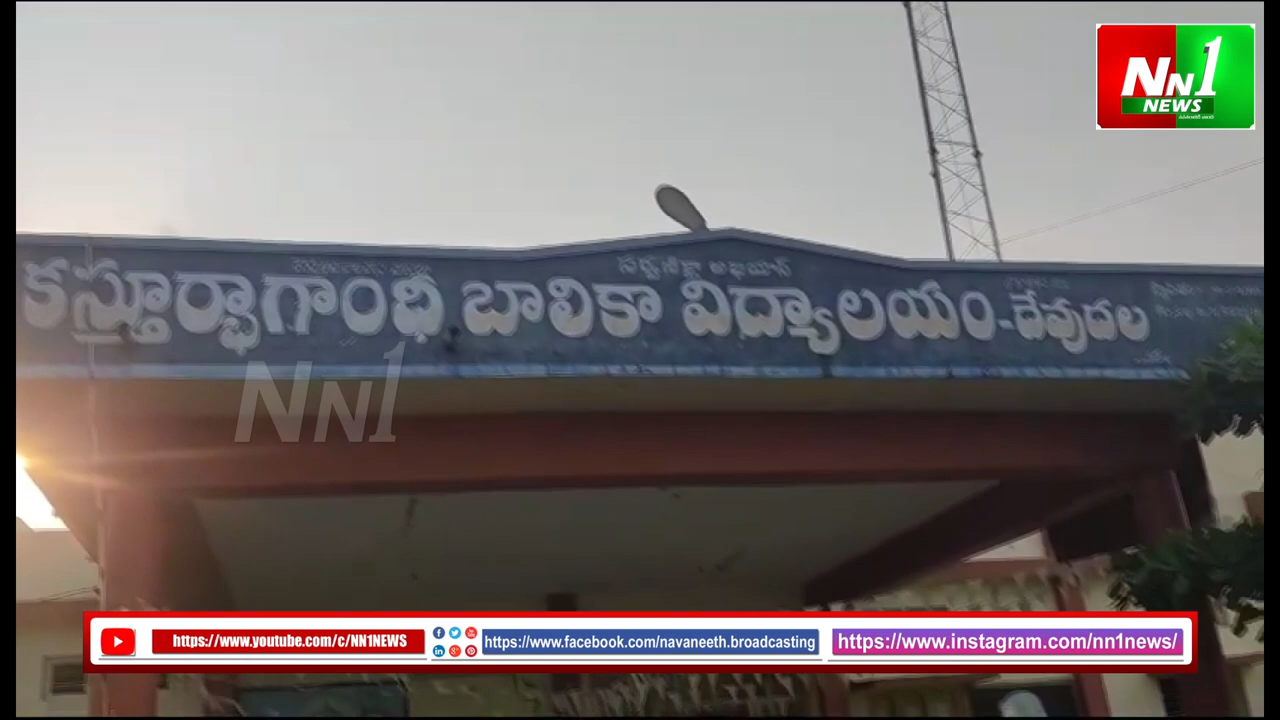 NN1
NEWS
సర్వ శిక్షా అభియాన్
కస్తూర్బాగాంధీ బాలికా విద్యాలయం-దేవుదల
NN1
https://www.youtube.com/c/NN1NEWS
https://www.facebook.com/navaneeth.broadcasting
https://www.instagram.com/nn1news/